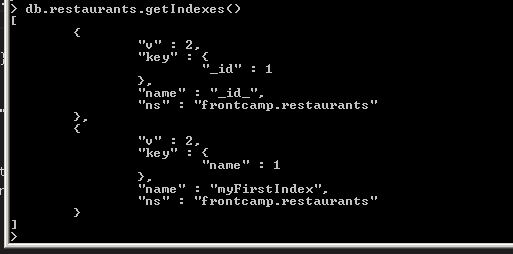 > db.restaurants.getIndexes()
[
        {
                "v" : 2,
                "key" : {
                        "_id" : 1
                },
                "name" : "_id_",
                "ns" : "frontcamp.restaurants"
        },
        {
                "v" : 2,
                "key" : {
                        "name" : 1
                },
                "name" : "myFirstIndex",
                "ns" : "frontcamp.restaurants"
        }
]
>